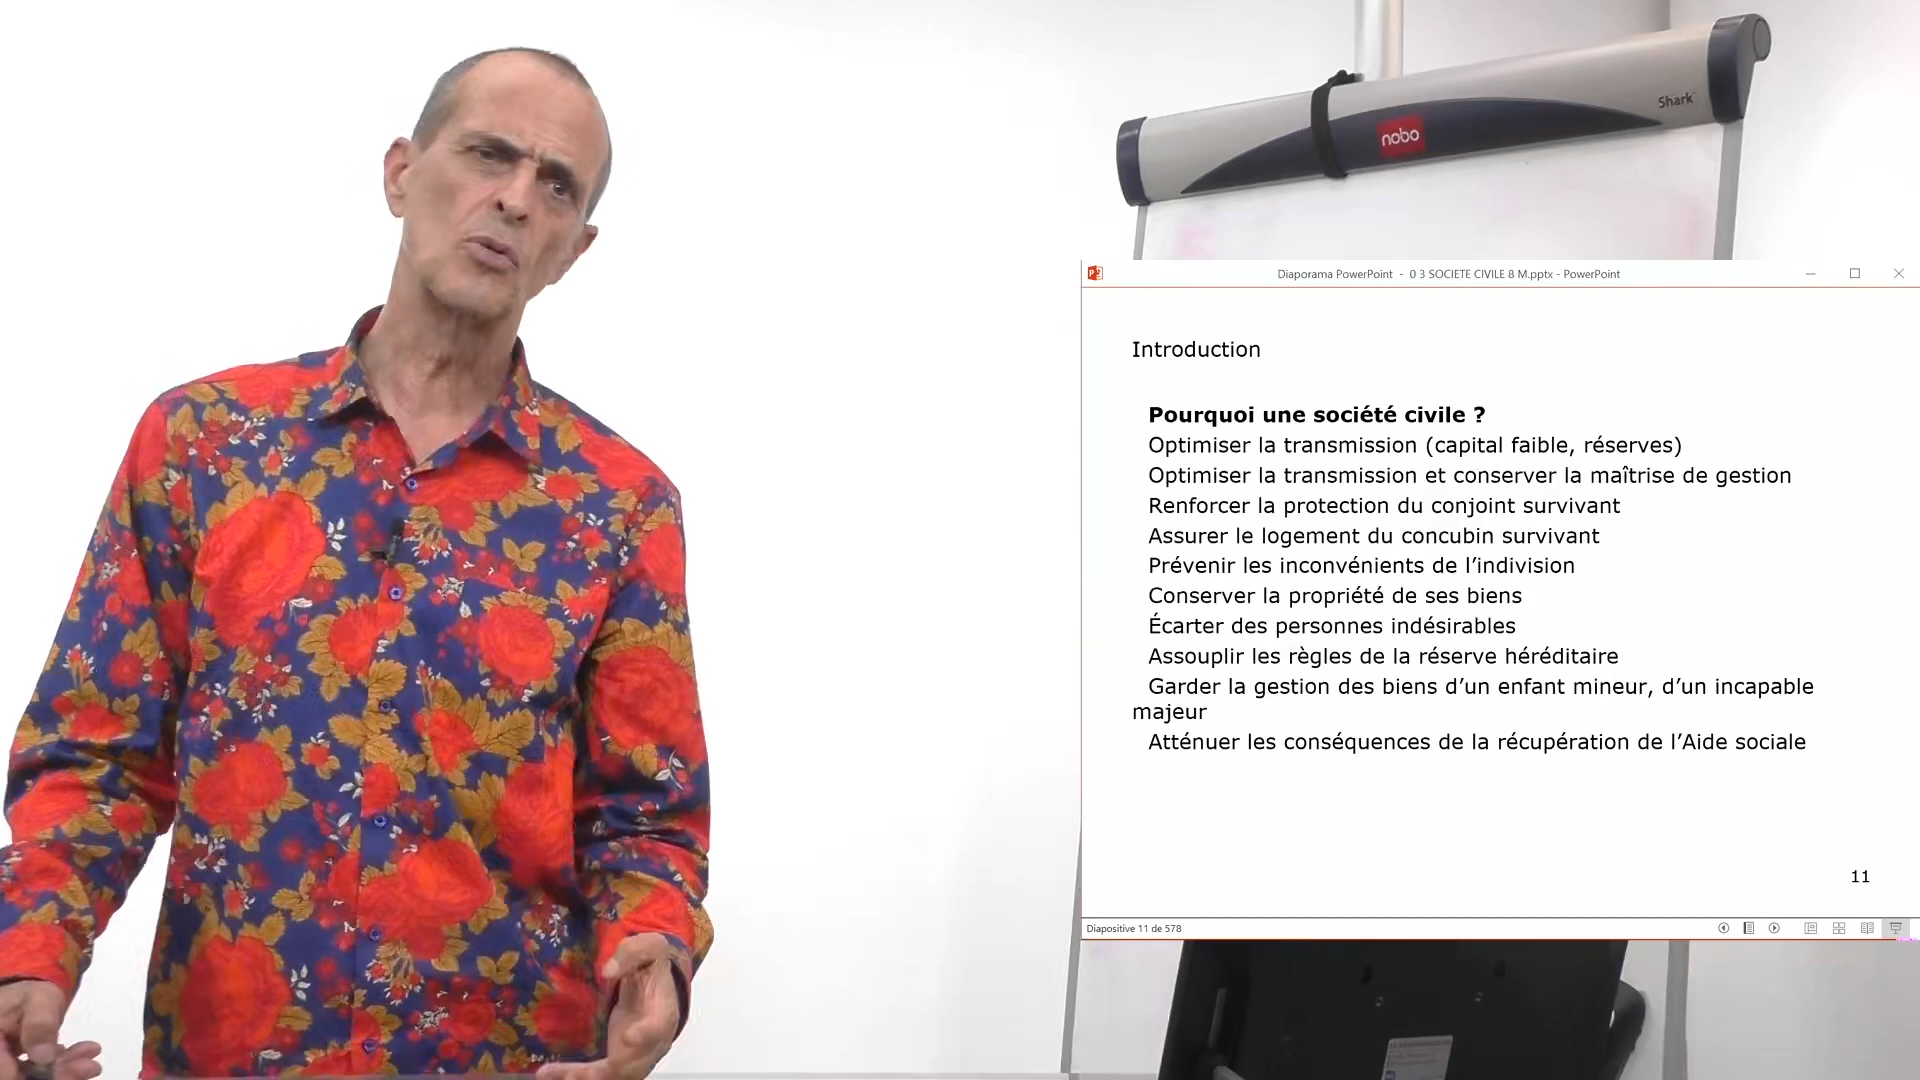 Shark
nobo
Diaporama PowerPoint - 0 3 SOCIETE CIVILE 8 M.pptx - PowerPoint
Introduction
Pourquoi une société civile ?
Optimiser la transmission (capital faible, réserves)
Optimiser la transmission et conserver la maîtrise de gestion
Renforcer la protection du conjoint survivant
Assurer le logement du concubin survivant
Prévenir les inconvénients de l’indivision
Conserver la propriété de ses biens
Écarter des personnes indésirables
Assouplir les règles de la réserve héréditaire
Garder la gestion des biens d’un enfant mineur, d’un incapable
majeur
Atténuer les conséquences de la récupération de l’Aide sociale
11
Diapositive 11 de 578